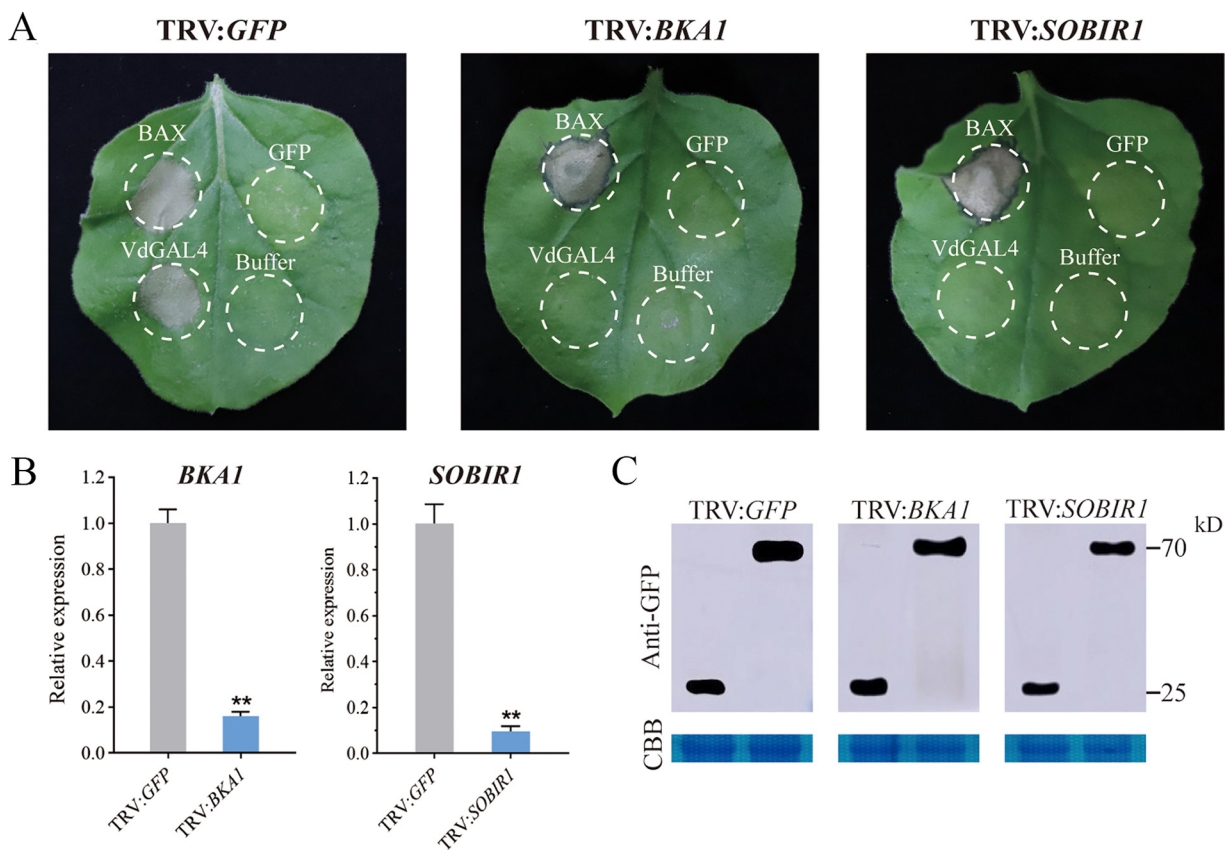 A
TRV:GFP
TRV:BKA1
TRV:SOBIR1
BAX
GFP
VdGAL4
Buffer
BAX
GFP
VdGAL4
Buffer
BAX
GFP
VdGAL4
Buffer
B
BKA1
Relative expression
1.2
1.0
0.8
0.6
0.4
0.2
0.0
**
TRV:GFP
TRV:BKA1
SOBIR1
Relative expression
1.2
1.0
0.8
0.6
0.4
0.2
0.0
**
TRV:GFP
TRV:SOBIR1
C
TRV:GFP
TRV:BKA1
TRV:SOBIR1
kD
Anti-GFP
70
25
CBB